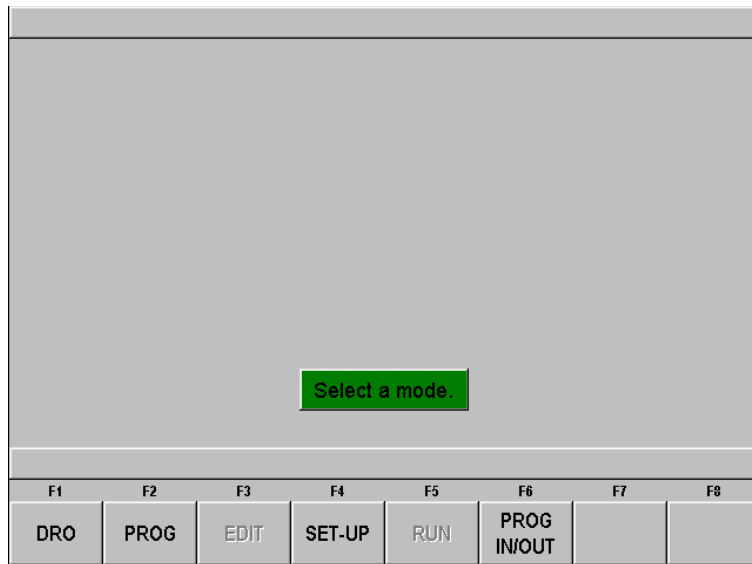 Select a mode.
F1 F2 F3 F4 F5 F6 F7 F8
DRO PROG EDIT SET-UP RUN PROG IN/OUT